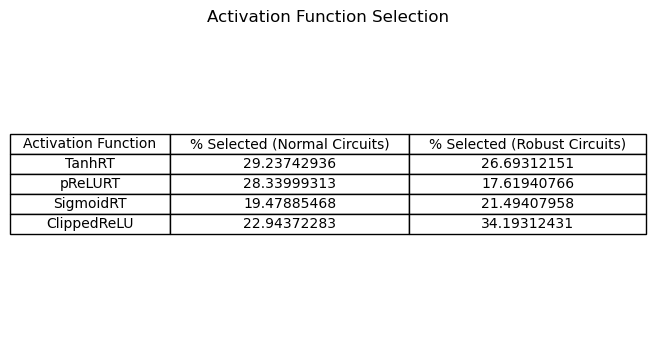 Activation Function Selection
Activation Function % Selected (Normal Circuits) % Selected (Robust Circuits)
TanhRT 29.23742936 26.69312151
pReLURT 28.33999313 17.61940766
SigmoidRT 19.47885468 21.49407958
ClippedReLU 22.94372283 34.19312431